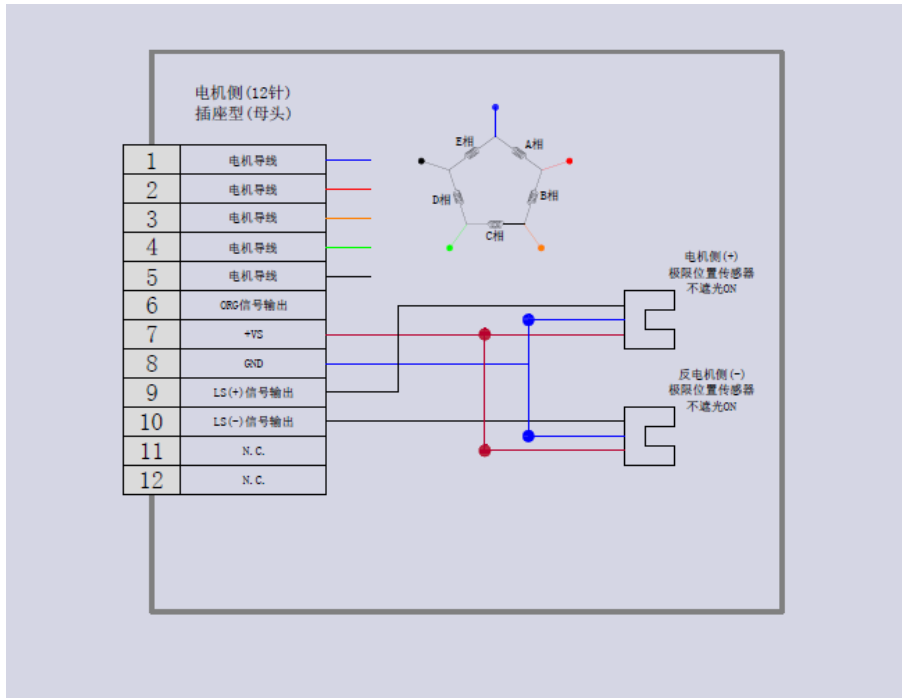 电机侧(12针)
插座型(母头)
1 电机导线
2 电机导线
3 电机导线
4 电机导线
5 电机导线
6 ORG信号输出
7 +VS
8 GND
9 LS(+)信号输出
10 LS(-)信号输出
11 N.C.
12 N.C.
E相
A相
D相
B相
C相
电机侧(+)
极限位置传感器
不遮光ON
反电机侧(-)
极限位置传感器
不遮光ON